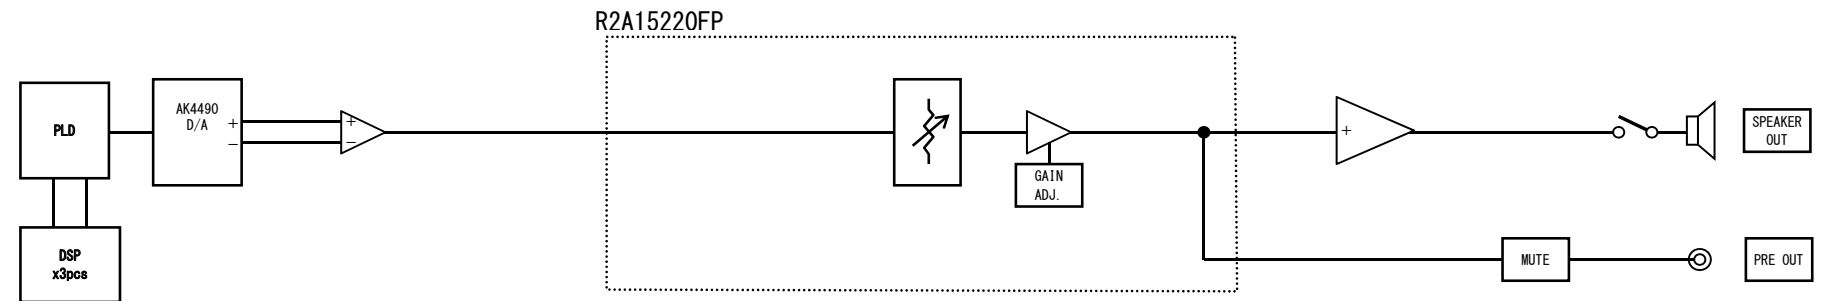 R2A15220FP
PLD
AK4490
D/A
+
−
+
−
GAIN
ADJ.
+
SPEAKER
OUT
DSP
x3pcs
MUTE
PRE OUT